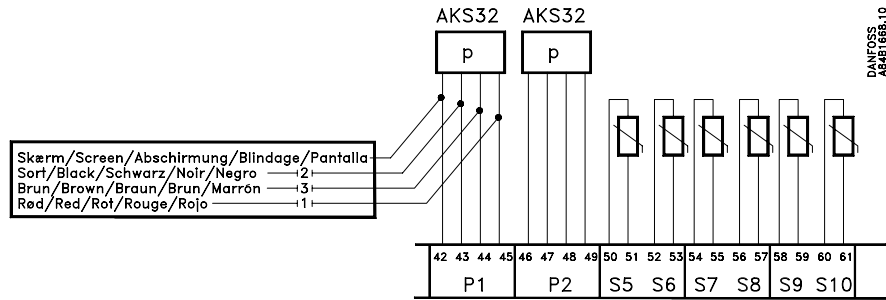 AKS32 AKS32
p p
DANFOSS
A84B1668.10
Skærm/Screen/Abschirmung/Blindage/Pantalla
Sort/Black/Schwarz/Noir/Negro 2
Brun/Brown/Braun/Brun/Marrón 3
Rød/Red/Rot/Rouge/Rojo 1
42 43 44 45 46 47 48 49 50 51 52 53 54 55 56 57 58 59 60 61
P1 P2 S5 S6 S7 S8 S9 S10